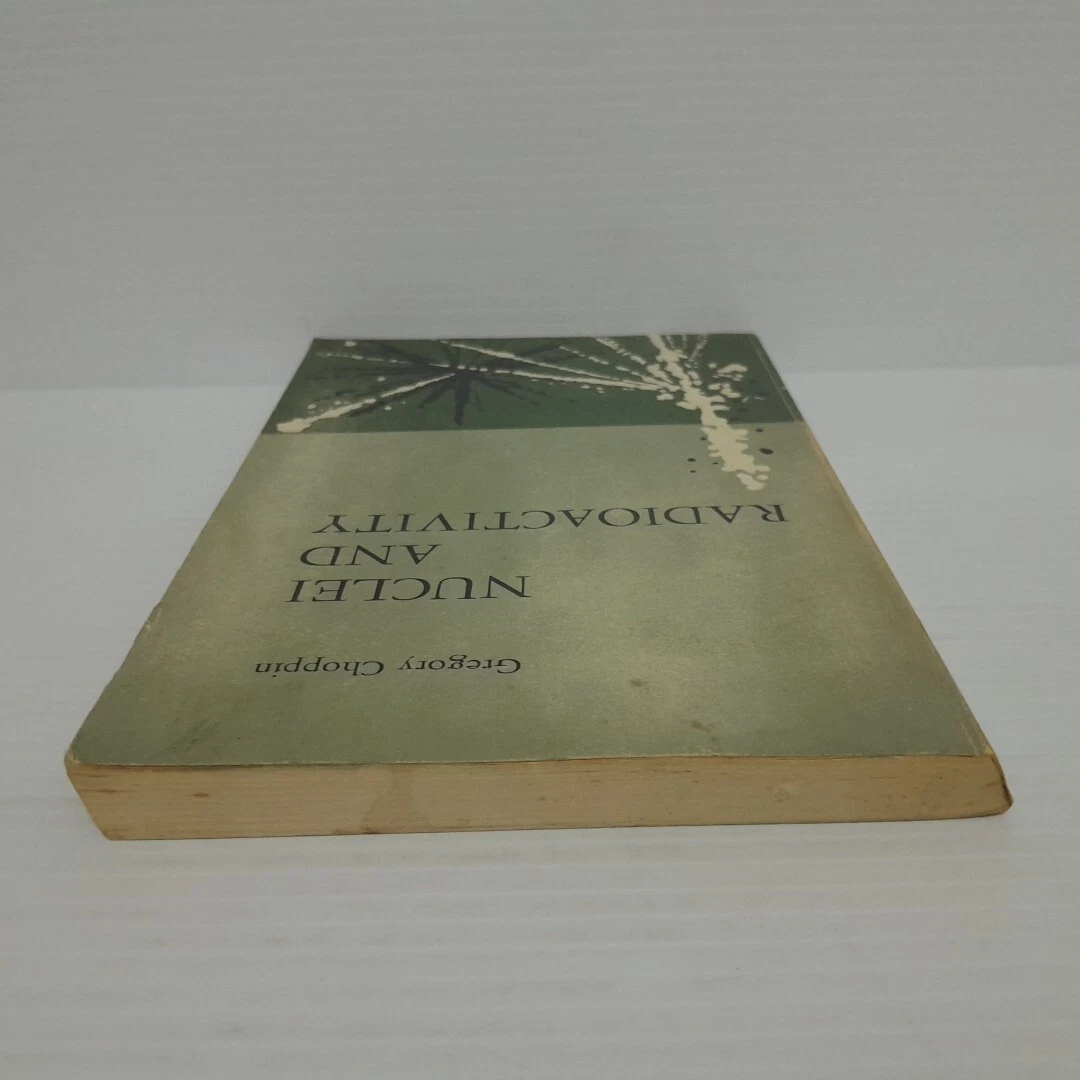 Gregory Choppin
NUCLEI
AND
RADIOACTIVITY